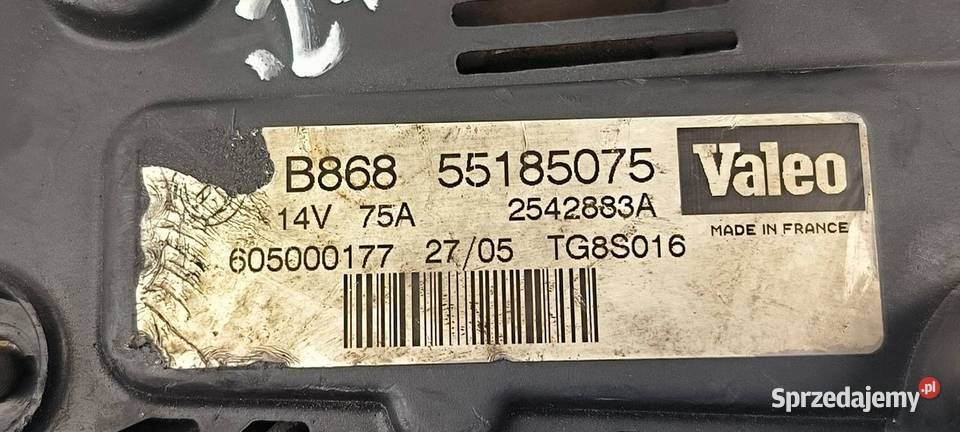 B868 55185075
Valeo
14V 75A 2542883A
MADE IN FRANCE
605000177 27/05 TG8S016
Sprzedajemy.pl